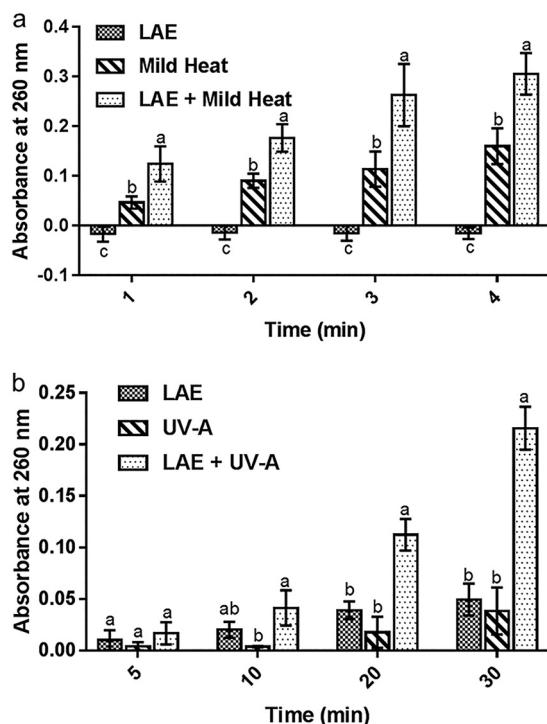 a
LAE
Mild Heat
LAE + Mild Heat
Absorbance at 260 nm
0.4
0.3
0.2
0.1
0.0
-0.1
c b a
c b a
c b a
c b a
1 2 3 4
Time (min)
b
LAE
UV-A
LAE + UV-A
Absorbance at 260 nm
0.25
0.20
0.15
0.10
0.05
0.00
a a a
ab b a
b b a
b b a
5 10 20 30
Time (min)